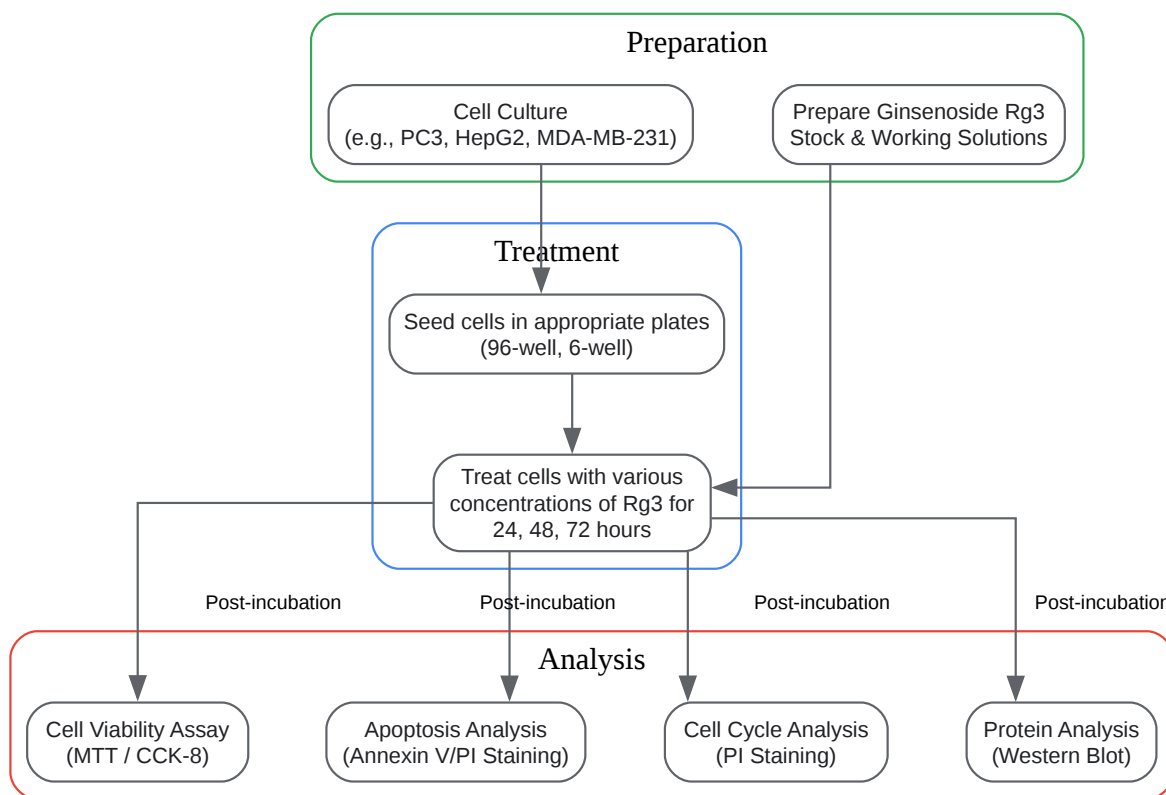 Preparation
Cell Culture
(e.g., PC3, HepG2, MDA-MB-231)
Prepare Ginsenoside Rg3
Stock & Working Solutions
Treatment
Seed cells in appropriate plates
(96-well, 6-well)
Treat cells with various
concentrations of Rg3 for
24, 48, 72 hours
Post-incubation
Post-incubation
Post-incubation
Post-incubation
Analysis
Cell Viability Assay
(MTT / CCK-8)
Apoptosis Analysis
(Annexin V/PI Staining)
Cell Cycle Analysis
(PI Staining)
Protein Analysis
(Western Blot)